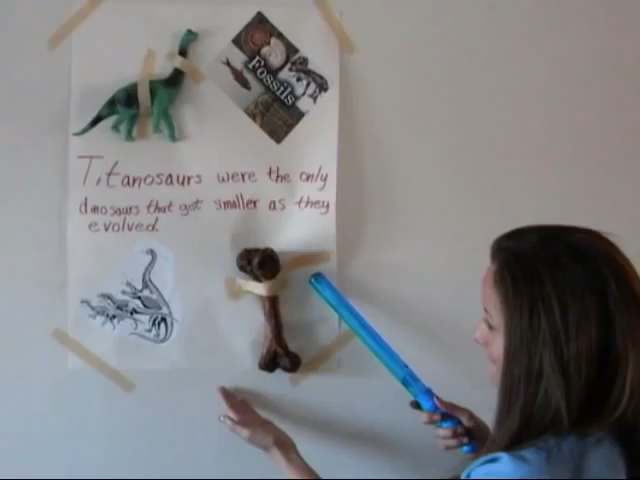 Fossils
Titanosaurs were the only
dinosaurs that got smaller as they
evolved.